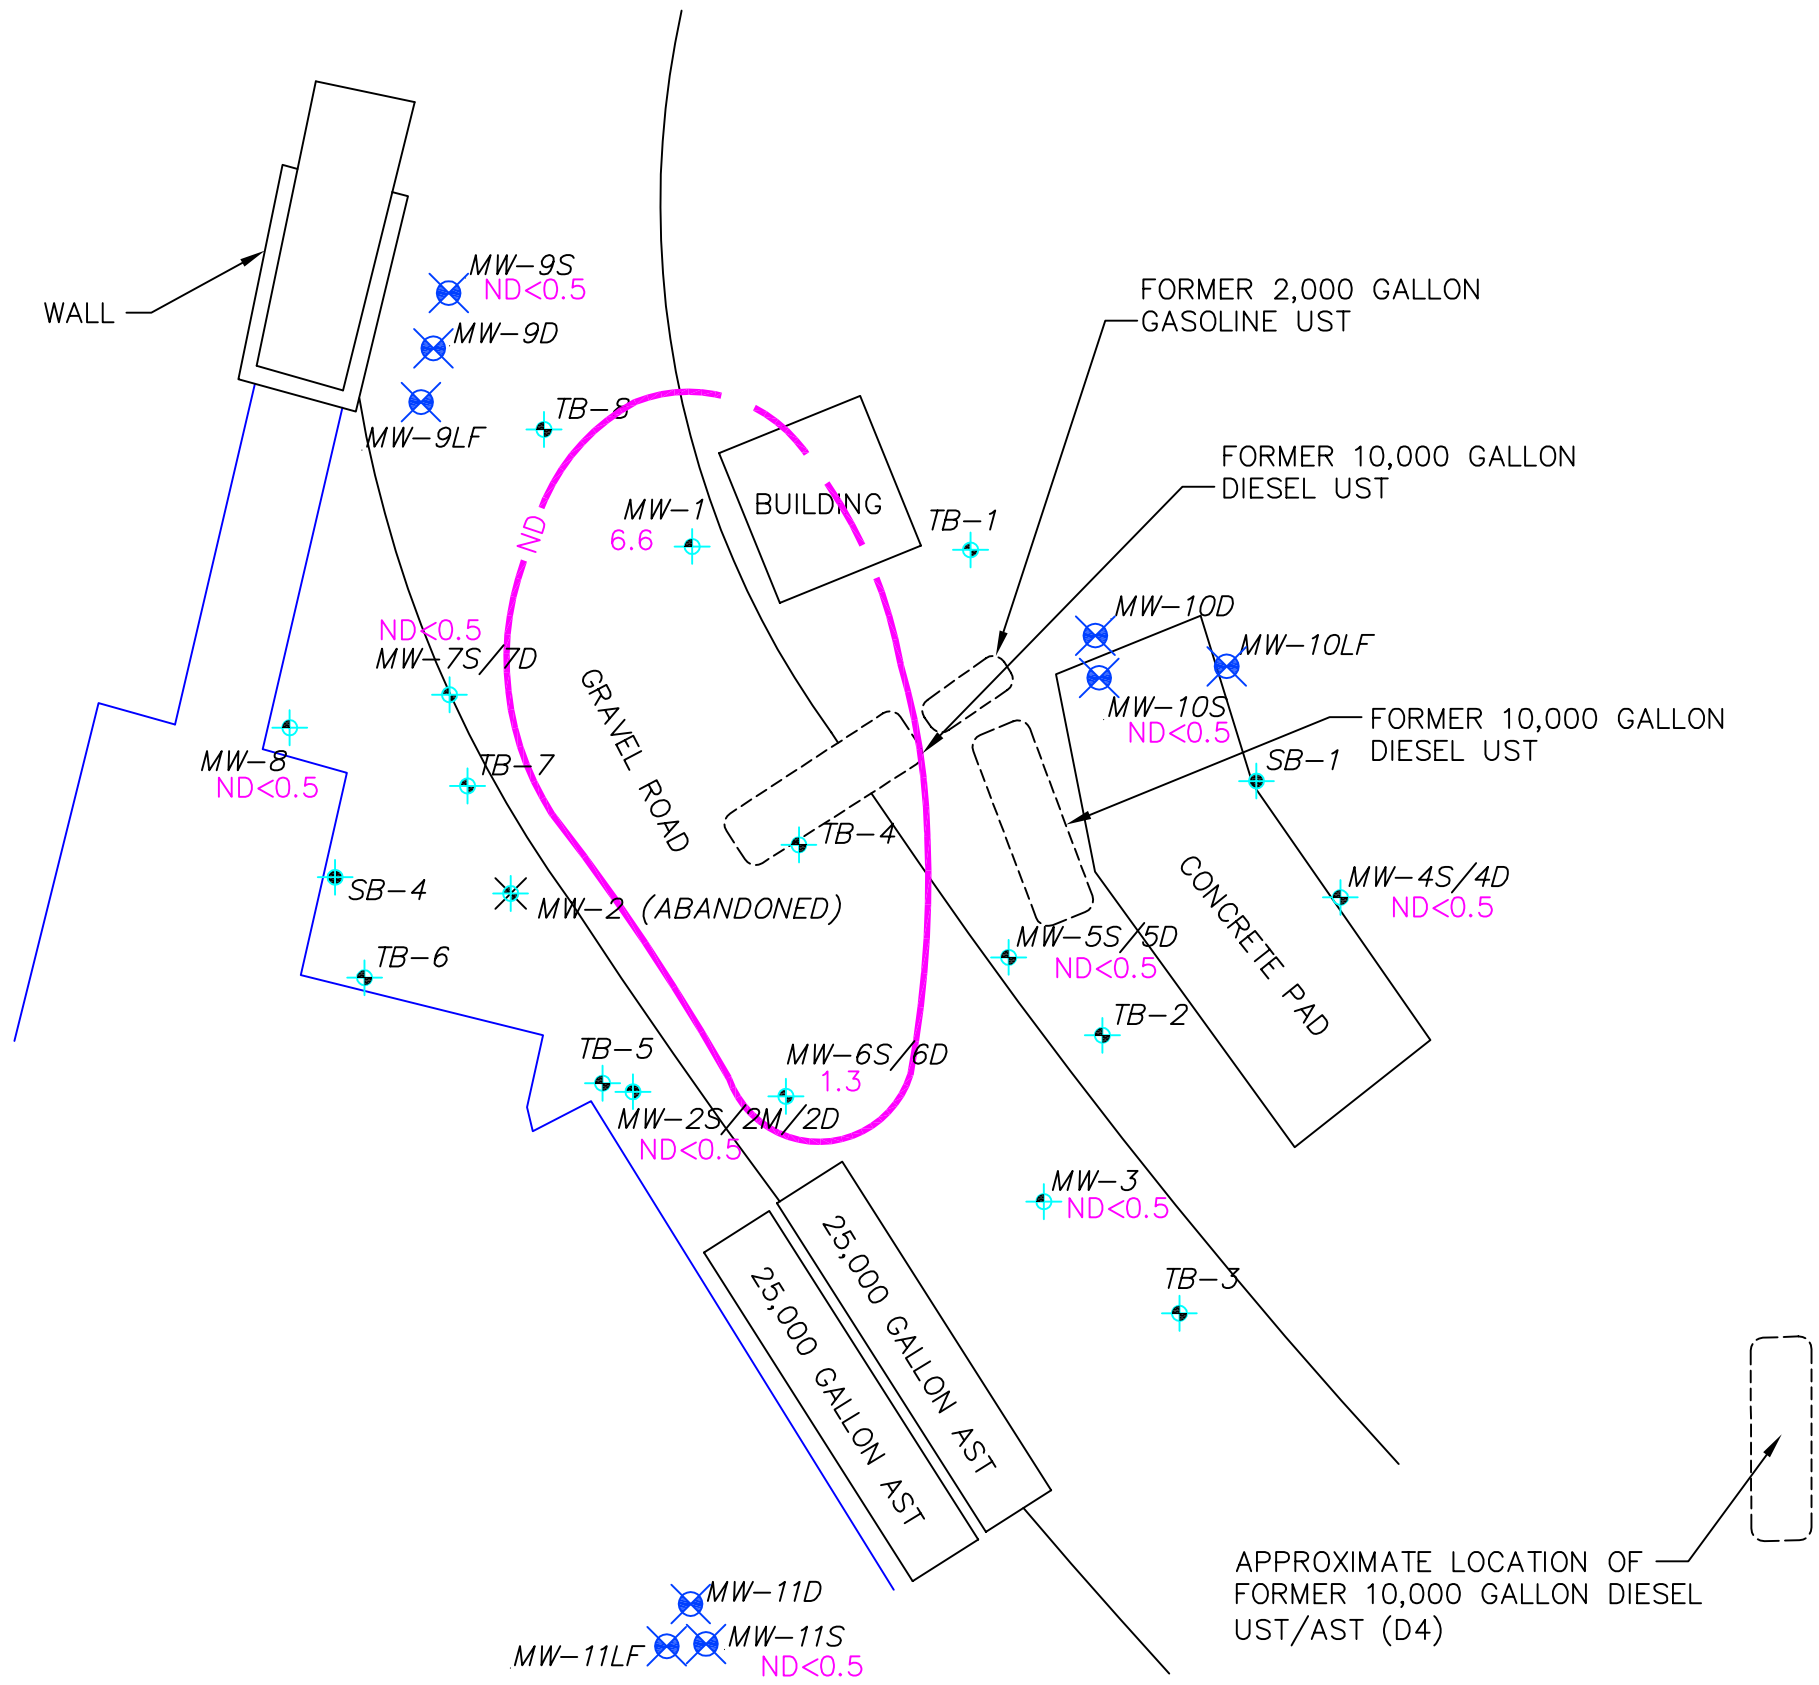 MW-9S
ND<0.5
WALL
MW-9D
MW-9LF
FORMER 2,000 GALLON
GASOLINE UST
TB-8
FORMER 10,000 GALLON
DIESEL UST
BUILDING
MW-1
6.6
ND
TB-1
MW-10D
MW-10LF
ND<0.5
MW-7S/7D
GRAVEL ROAD
MW-10S
ND<0.5
FORMER 10,000 GALLON
DIESEL UST
MW-8
ND<0.5
TB-7
SB-1
TB-4
SB-4
MW-2 (ABANDONED)
CONCRETE PAD
MW-4S/4D
ND<0.5
MW-5S/5D
ND<0.5
TB-6
TB-2
TB-5
MW-6S/6D
1.3
MW-2S/2M/2D
ND<0.5
MW-3
ND<0.5
25,000 GALLON AST
25,000 GALLON AST
TB-3
APPROXIMATE LOCATION OF
FORMER 10,000 GALLON DIESEL
UST/AST (D4)
MW-11D
MW-11S
MW-11LF
ND<0.5